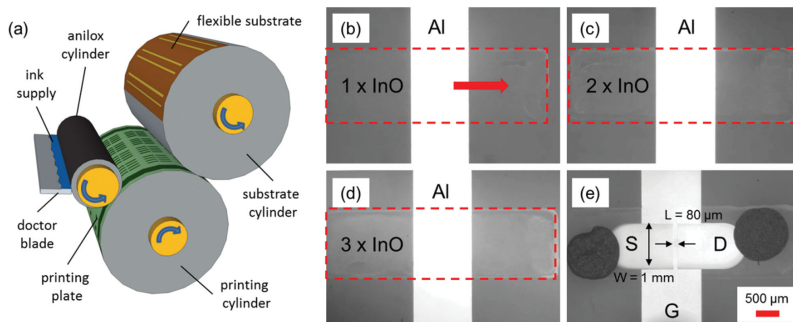 (a)
flexible substrate
anilox
cylinder
ink
supply
doctor
blade
printing
plate
substrate
cylinder
printing
cylinder
(b)
Al
1 x InO
(c)
Al
2 x InO
(d)
Al
3 x InO
(e)
L = 80 µm
S
D
W = 1 mm
G
500 µm